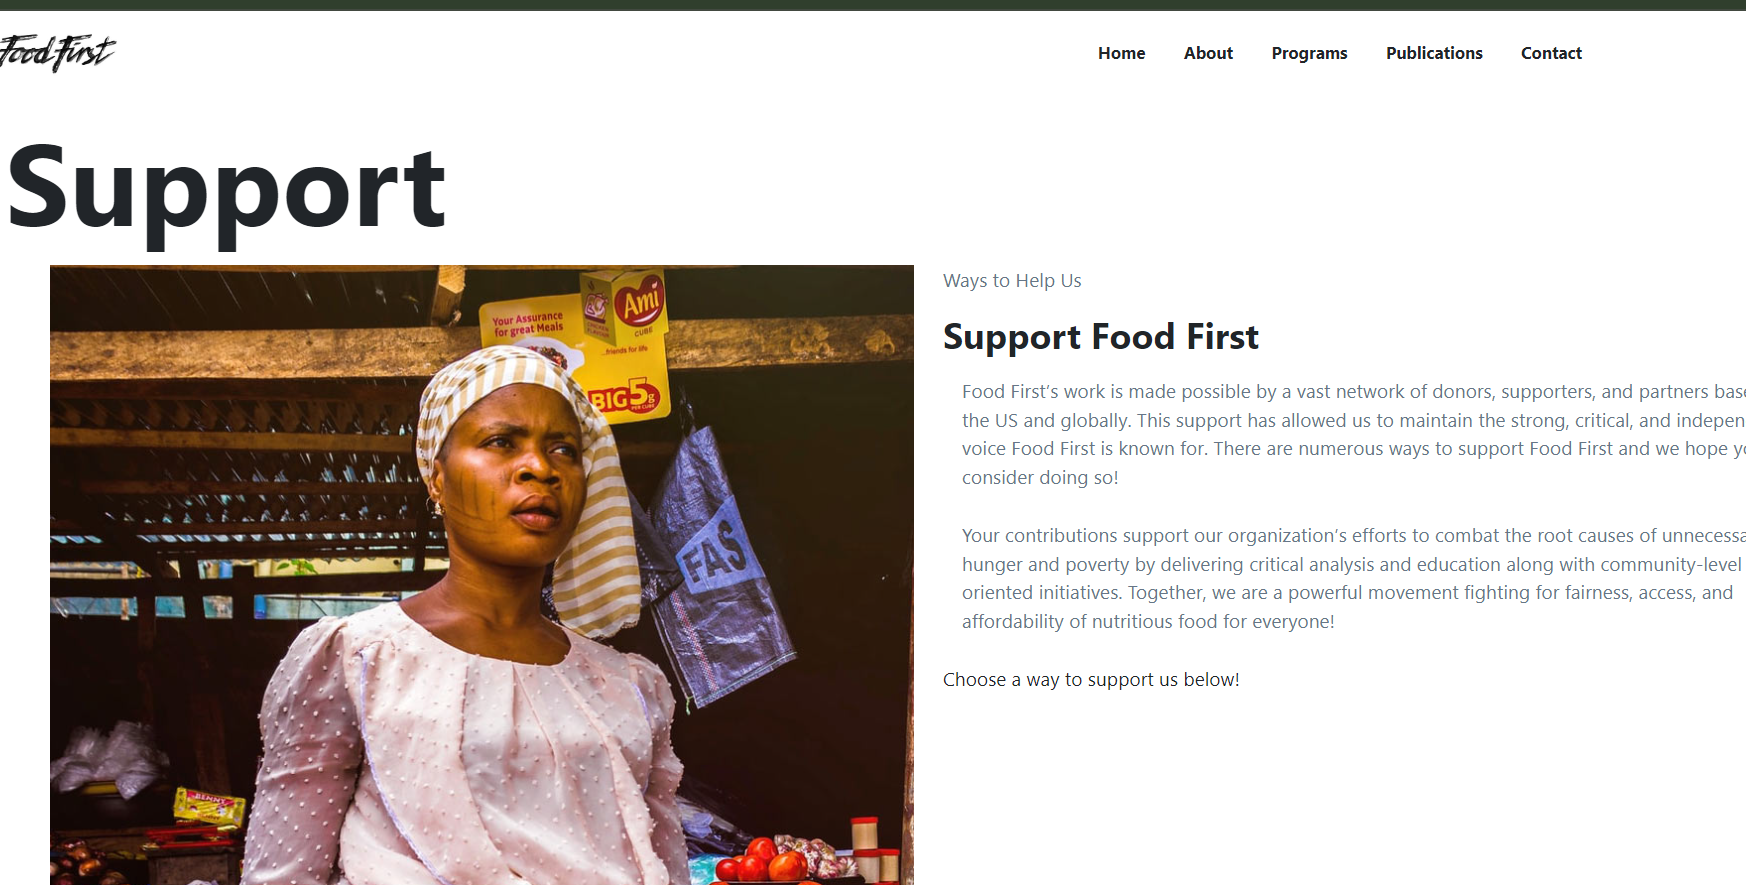 Food First
Home About Programs Publications Contact
Support
Your Assurance
for great Meals
Ami
CUBE
CHICKEN
FLAVOUR
...friends for life
BIG 5g
PER CUBE
FAS
BENNY
Ways to Help Us
Support Food First
Food First’s work is made possible by a vast network of donors, supporters, and partners
the US and globally. This support has allowed us to maintain the strong, critical, and
voice Food First is known for. There are numerous ways to support Food First and we hope
consider doing so!
Your contributions support our organization’s efforts to combat the root causes of
hunger and poverty by delivering critical analysis and education along with community-level
oriented initiatives. Together, we are a powerful movement fighting for fairness, access, and
affordability of nutritious food for everyone!
Choose a way to support us below!